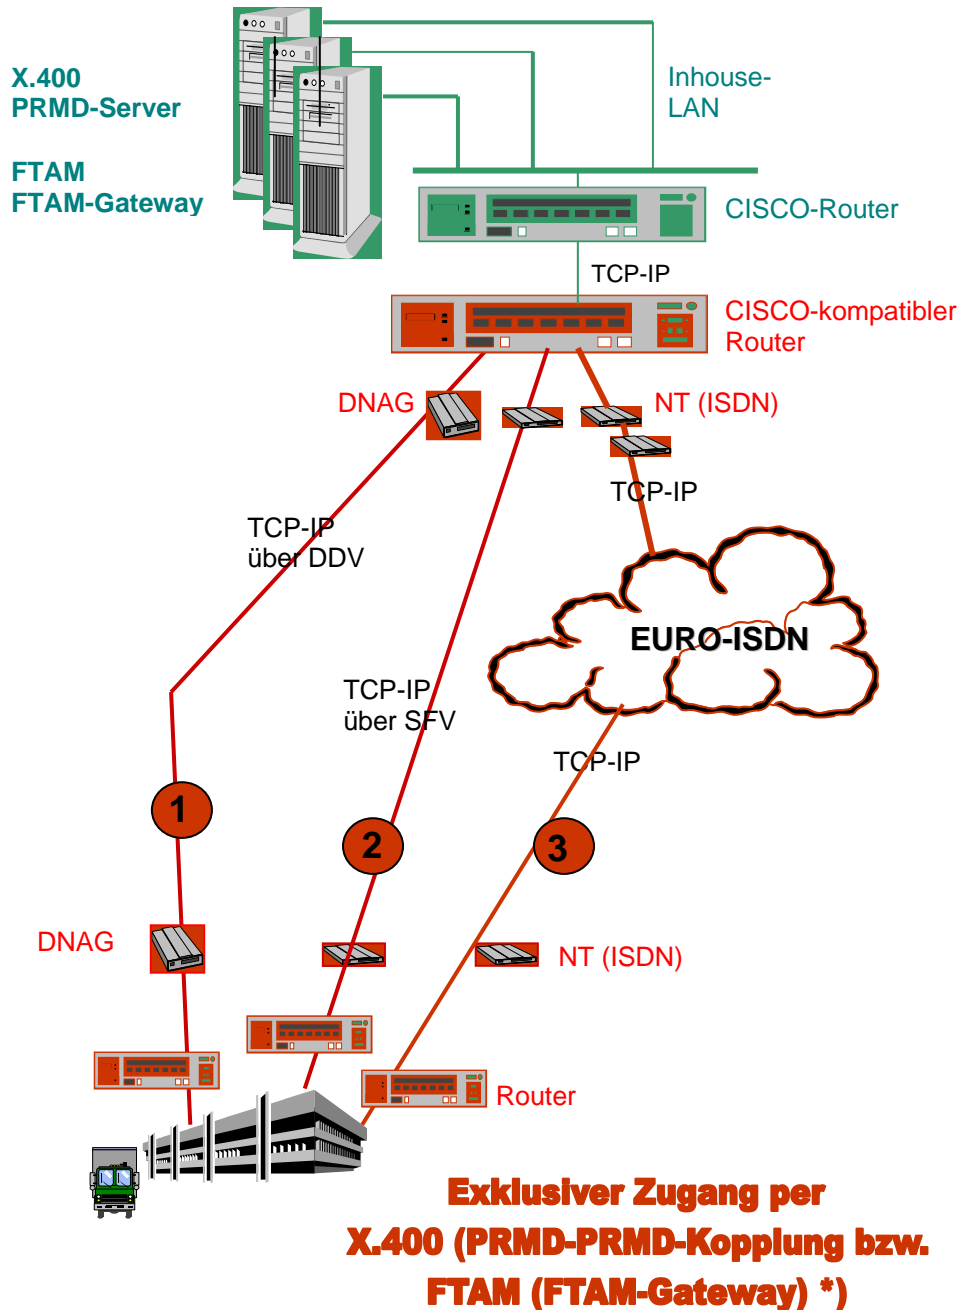 X.400
PRMD-Server
FTAM
FTAM-Gateway
Inhouse-
LAN
CISCO-Router
TCP-IP
CISCO-kompatibler
Router
DNAG
NT (ISDN)
TCP-IP
TCP-IP
über DDV
EURO-ISDN
TCP-IP
über SFV
TCP-IP
1
2
3
DNAG
NT (ISDN)
Router
Exklusiver Zugang per
X.400 (PRMD-PRMD-Kopplung bzw.
FTAM (FTAM-Gateway) *)